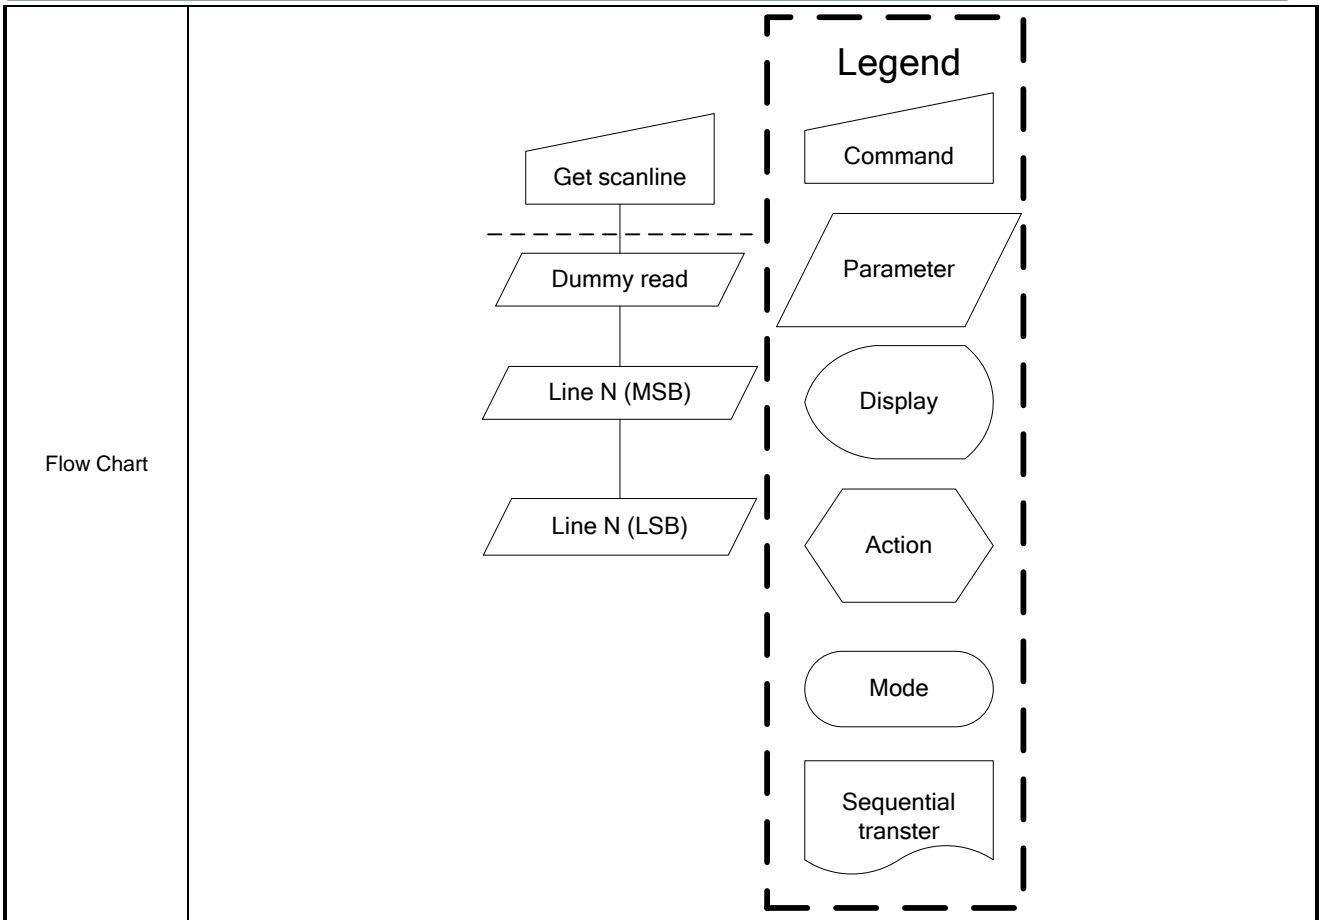 Flow Chart
Get scanline
Dummy read
Line N (MSB)
Line N (LSB)
Legend
Command
Parameter
Display
Action
Mode
Sequential
transter